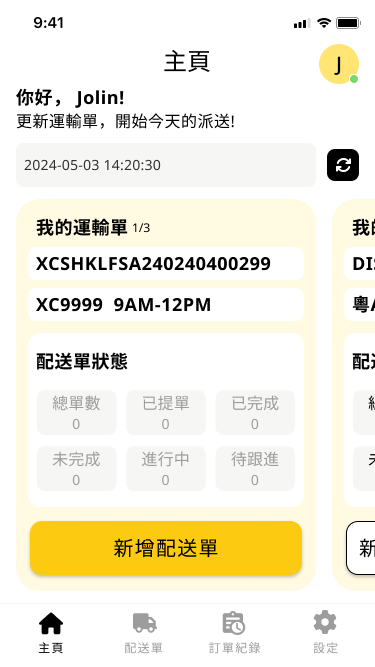 9:41
主頁
J
你好， Jolin!
更新運輸單，開始今天的派送!
2024-05-03 14:20:30
我的運輸單 1/3
XCSHKLFSA240240400299
XC9999  9AM-12PM
配送單狀態
總單數 已提單 已完成
0 0 0
未完成 進行中 待跟進
0 0 0
新增配送單
我
DI
粵
配
新
主頁 配送單 訂單紀錄 設定